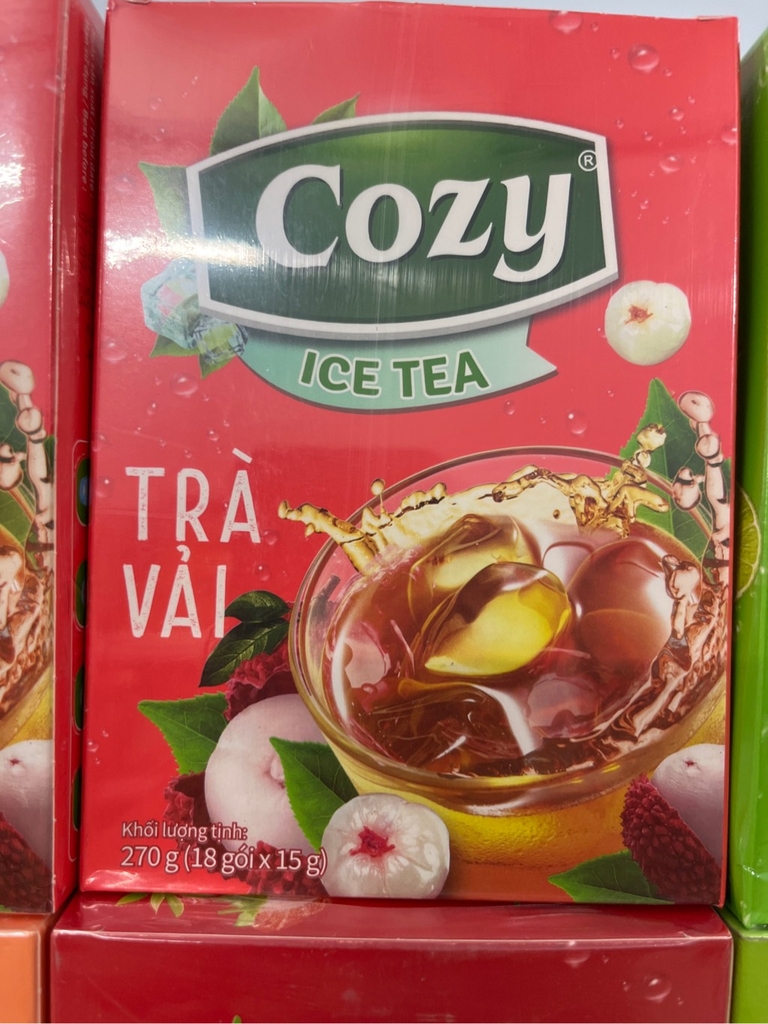 Cozy®
ICE TEA
TRÀ
VẢI
Khối lượng tịnh:
270 g (18 gói x 15 g)